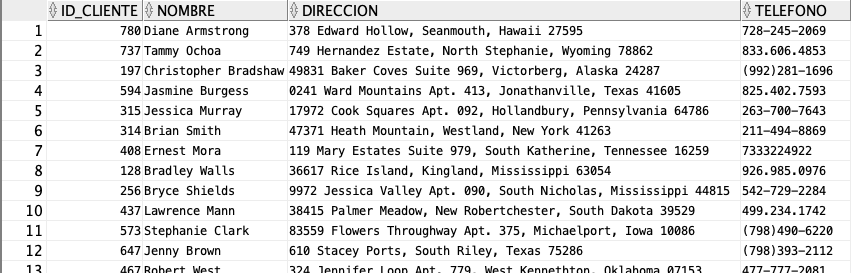 ID_CLIENTE NOMBRE DIRECCION TELEFONO
1 780 Diane Armstrong 378 Edward Hollow, Seanmouth, Hawaii 27595 728-245-2069
2 737 Tammy Ochoa 749 Hernandez Estate, North Stephanie, Wyoming 78862 833.606.4853
3 197 Christopher Bradshaw 49831 Baker Coves Suite 969, Victorberg, Alaska 24287 (992)281-1696
4 594 Jasmine Burgess 0241 Ward Mountains Apt. 413, Jonathanville, Texas 41605 825.402.7593
5 315 Jessica Murray 17972 Cook Squares Apt. 092, Hollandbury, Pennsylvania 64786 263-700-7643
6 314 Brian Smith 47371 Heath Mountain, Westland, New York 41263 211-494-8869
7 408 Ernest Mora 119 Mary Estates Suite 979, South Katherine, Tennessee 16259 7333224922
8 128 Bradley Walls 36617 Rice Island, Kingland, Mississippi 63054 926.985.0976
9 256 Bryce Shields 9972 Jessica Valley Apt. 090, South Nicholas, Mississippi 44815 542-729-2284
10 437 Lawrence Mann 38415 Palmer Meadow, New Robertchester, South Dakota 39529 499.234.1742
11 573 Stephanie Clark 83559 Flowers Throughway Apt. 375, Michaelport, Iowa 10086 (798)490-6220
12 647 Jenny Brown 610 Stacey Ports, South Riley, Texas 75286 (798)393-2112
13 467 Robert West 324 Jennifer Loop Apt. 779, West Kennethton, Oklahoma 07153 477-777-2081